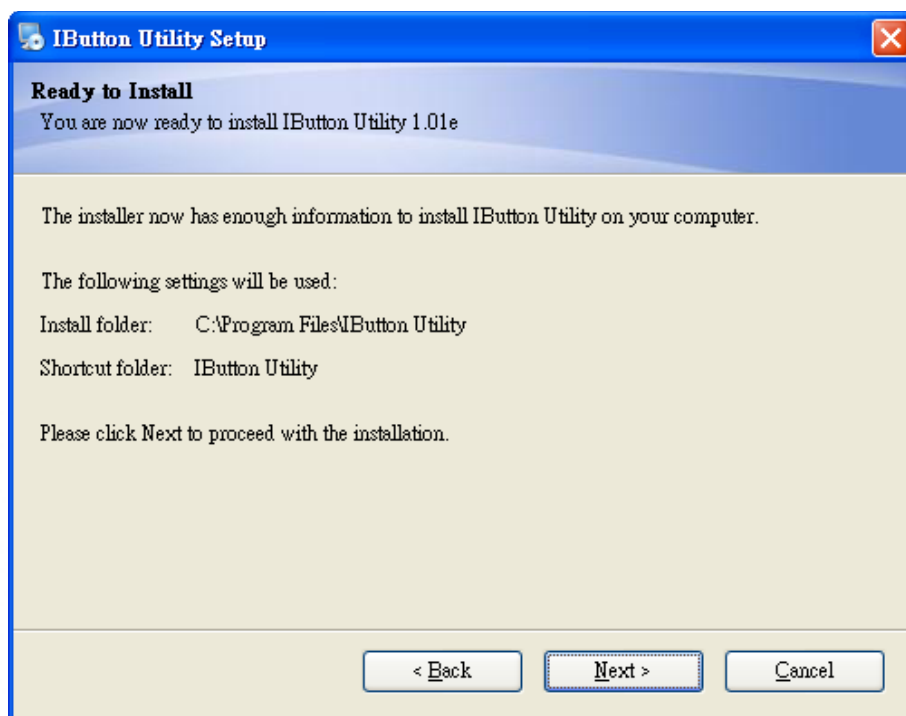 IButton Utility Setup
Ready to Install
You are now ready to install IButton Utility 1.01e
The installer now has enough information to install IButton Utility on your computer.
The following settings will be used:
Install folder: C:\Program Files\IButton Utility
Shortcut folder: IButton Utility
Please click Next to proceed with the installation.
< Back Next > Cancel